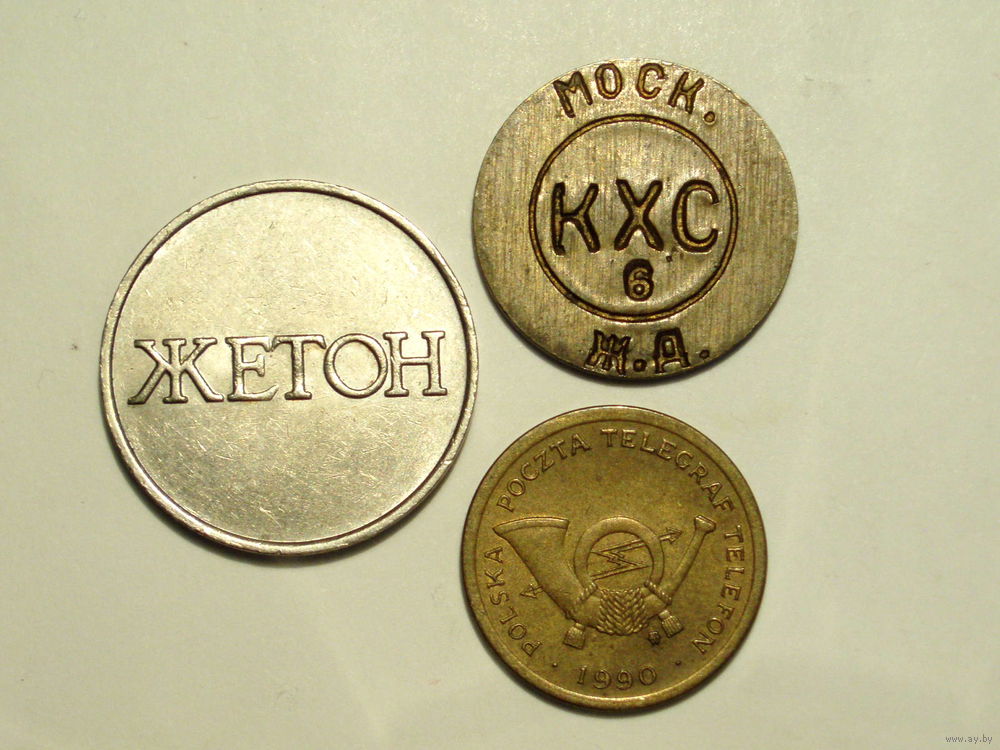 ЖЕТОН
МОСК.
КХС
6
Ж.Д.
POLSKA POCZTA TELEGRAF TELEFON
· 1990 ·
www.ay.by